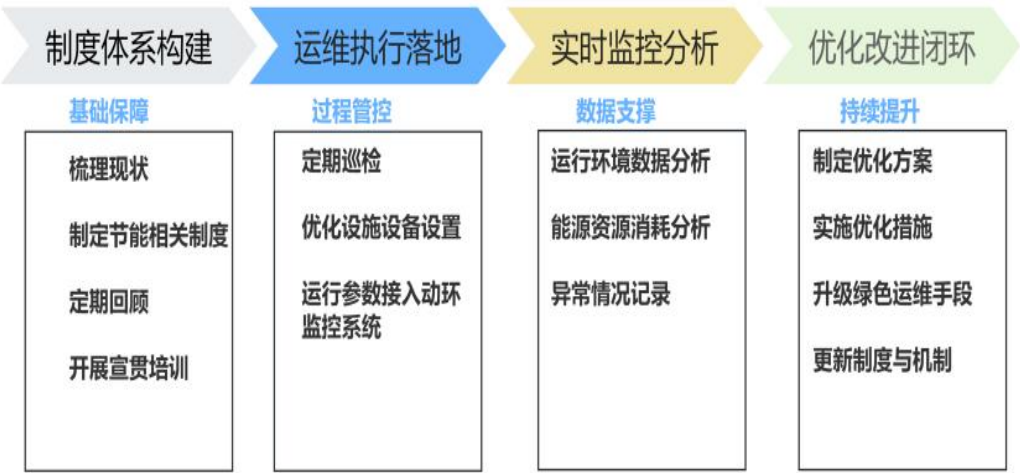 制度体系构建
运维执行落地
实时监控分析
优化改进闭环
基础保障
过程管控
数据支撑
持续提升
梳理现状
制定节能相关制度
定期回顾
开展宣贯培训
定期巡检
优化设施设备设置
运行参数接入动环
监控系统
运行环境数据分析
能源资源消耗分析
异常情况记录
制定优化方案
实施优化措施
升级绿色运维手段
更新制度与机制